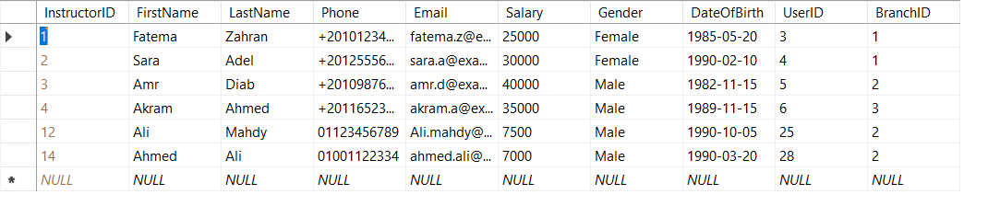 InstructorID FirstName LastName Phone Email Salary Gender DateOfBirth UserID BranchID
1 Fatema Zahran +20101234... fatema.z@e... 25000 Female 1985-05-20 3 1
2 Sara Adel +20125556... sara.a@exa... 30000 Female 1990-02-10 4 1
3 Amr Diab +20109876... amr.d@exa... 40000 Male 1982-11-15 5 2
4 Akram Ahmed +20116523... akram.a@ex... 35000 Male 1989-11-15 6 3
12 Ali Mahdy 01123456789 Ali.mahdy@... 7500 Male 1990-10-05 25 2
14 Ahmed Ali 01001122334 ahmed.ali@... 7000 Male 1990-03-20 28 2
* NULL NULL NULL NULL NULL NULL NULL NULL NULL NULL